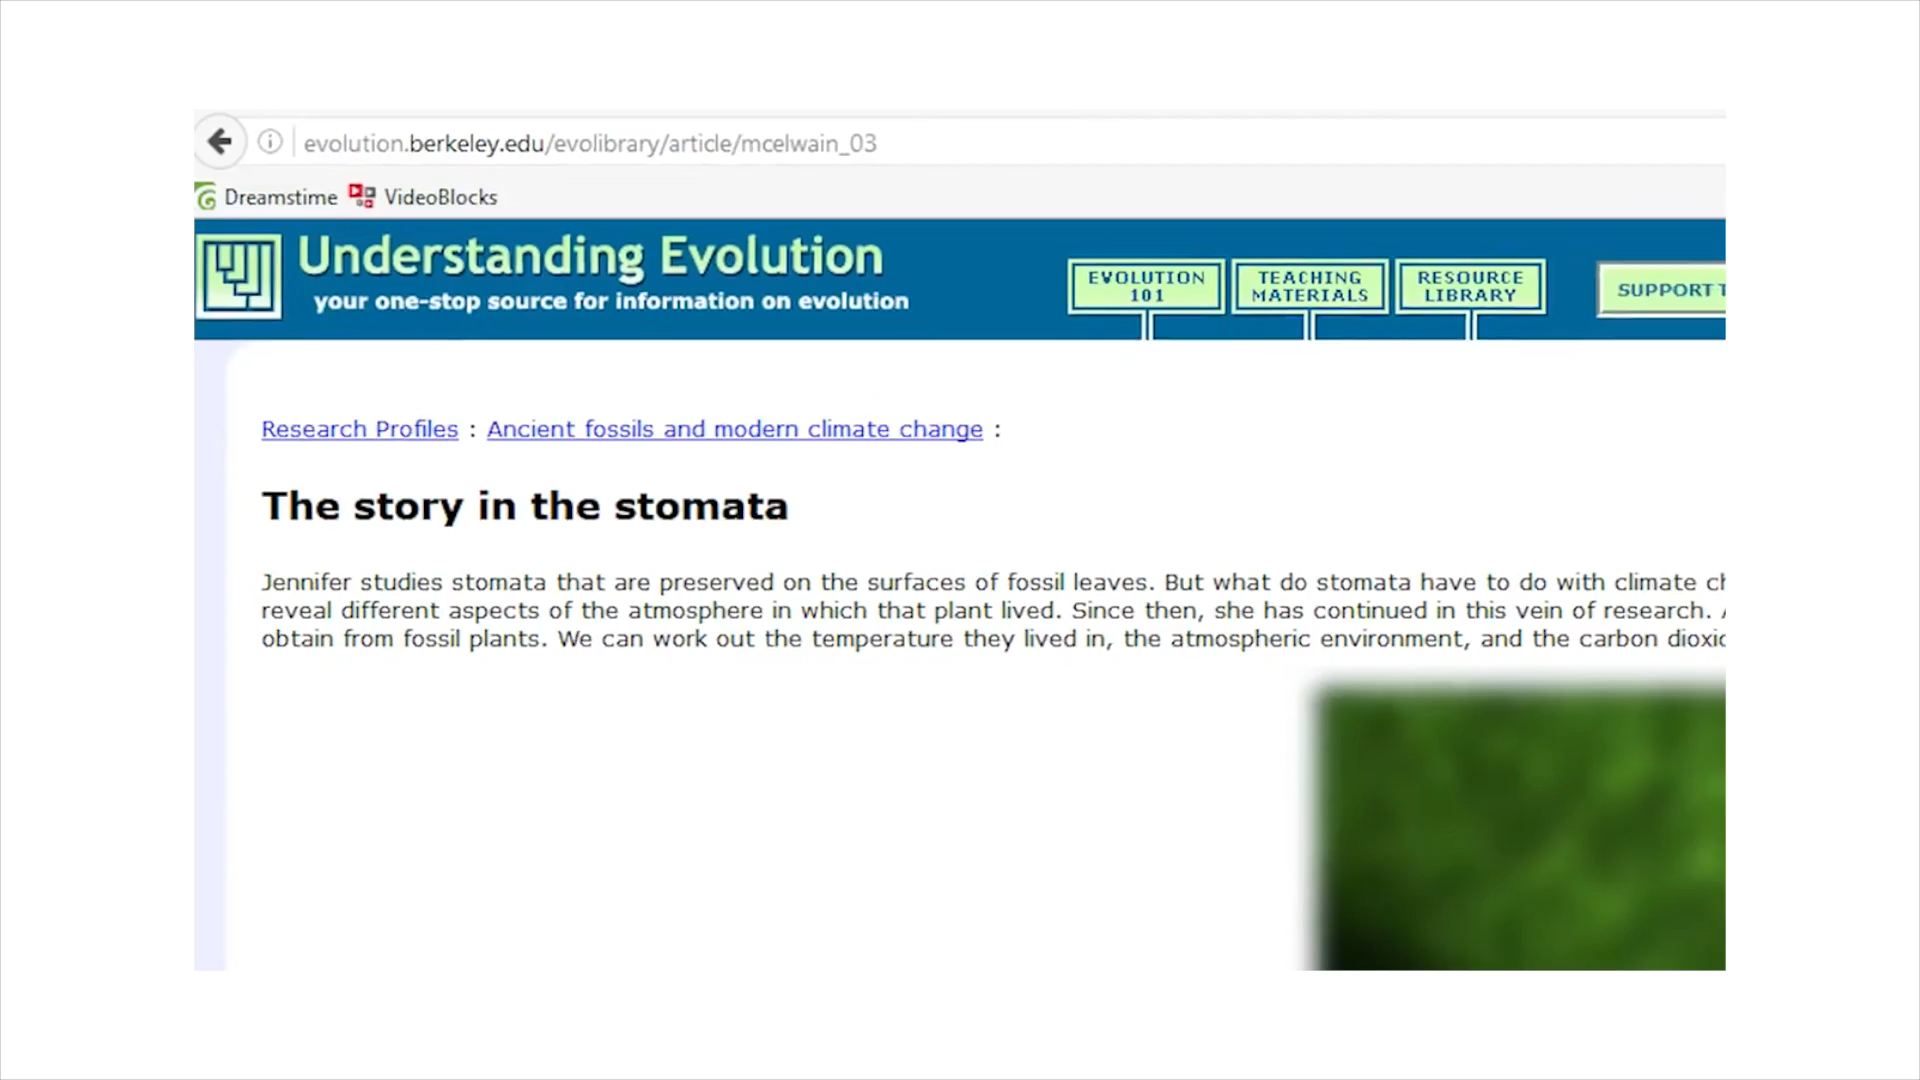 evolution.berkeley.edu/evolibrary/article/mcelwain_03
Dreamstime VideoBlocks
Understanding Evolution
your one-stop source for information on evolution
EVOLUTION 101
TEACHING MATERIALS
RESOURCE LIBRARY
SUPPORT
Research Profiles : Ancient fossils and modern climate change :
The story in the stomata
Jennifer studies stomata that are preserved on the surfaces of fossil leaves. But what do stomata have to do with climate
reveal different aspects of the atmosphere in which that plant lived. Since then, she has continued in this vein of research.
obtain from fossil plants. We can work out the temperature they lived in, the atmospheric environment, and the carbon